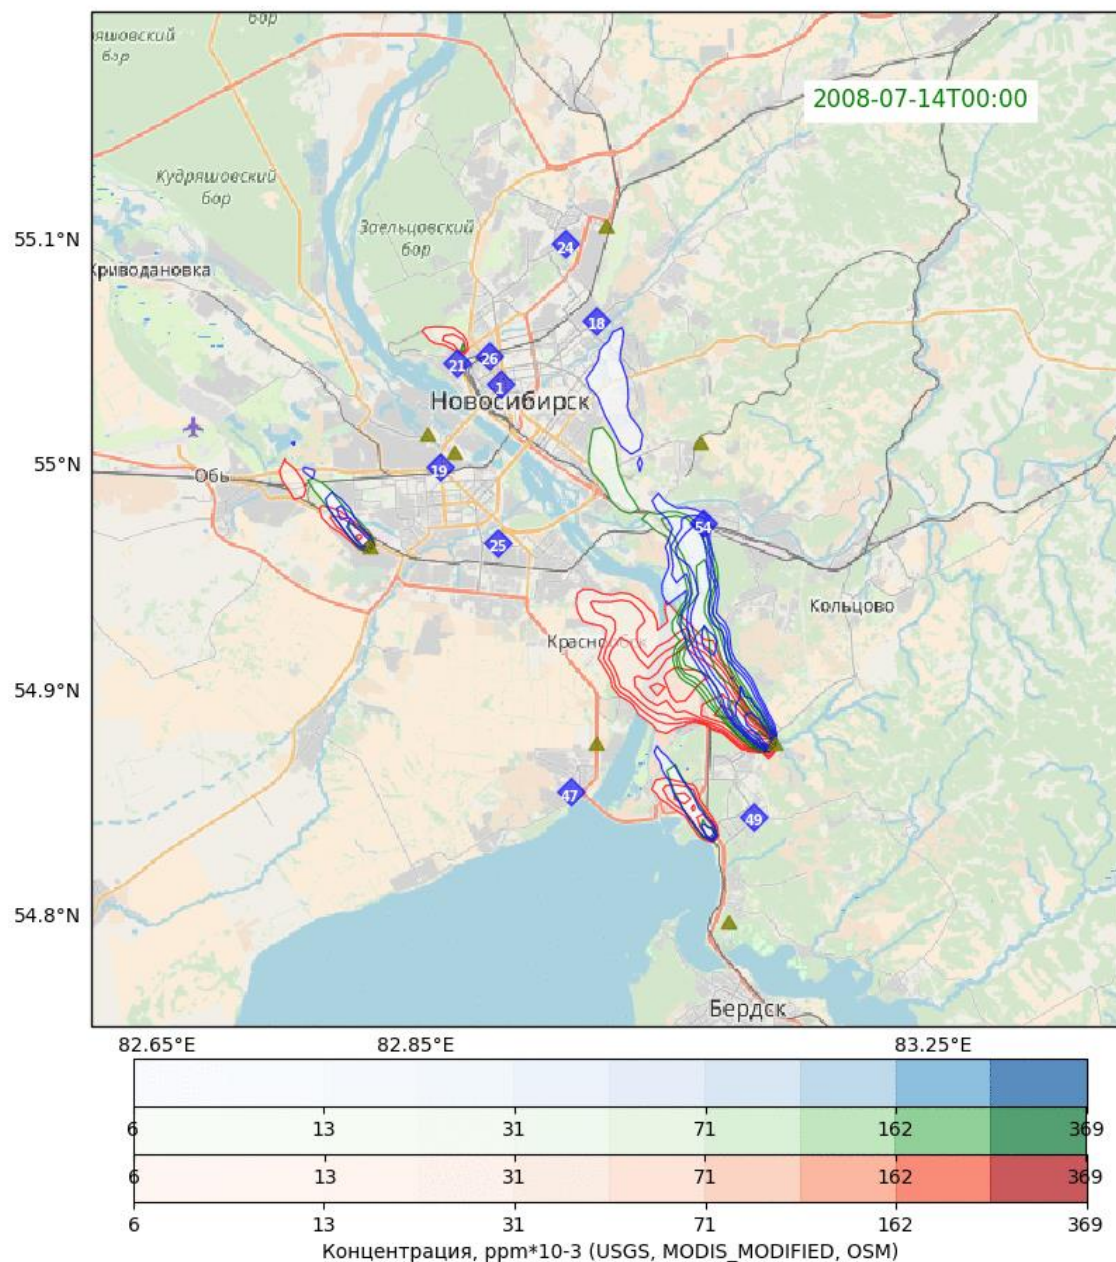 бор
яшовский
бор
2008-07-14T00:00
Кудряшовский
бор
Заельцовский
бор
55.1°N
24
Криводановка
18
26
21
1
Новосибирск
55°N
19
Обь
54
25
Кольцово
54.9°N
47
49
54.8°N
Бердск
82.65°E 82.85°E 83.25°E
6 13 31 71 162 369
6 13 31 71 162 369
6 13 31 71 162 369
Концентрация, ppm*10-3 (USGS, MODIS_MODIFIED, OSM)